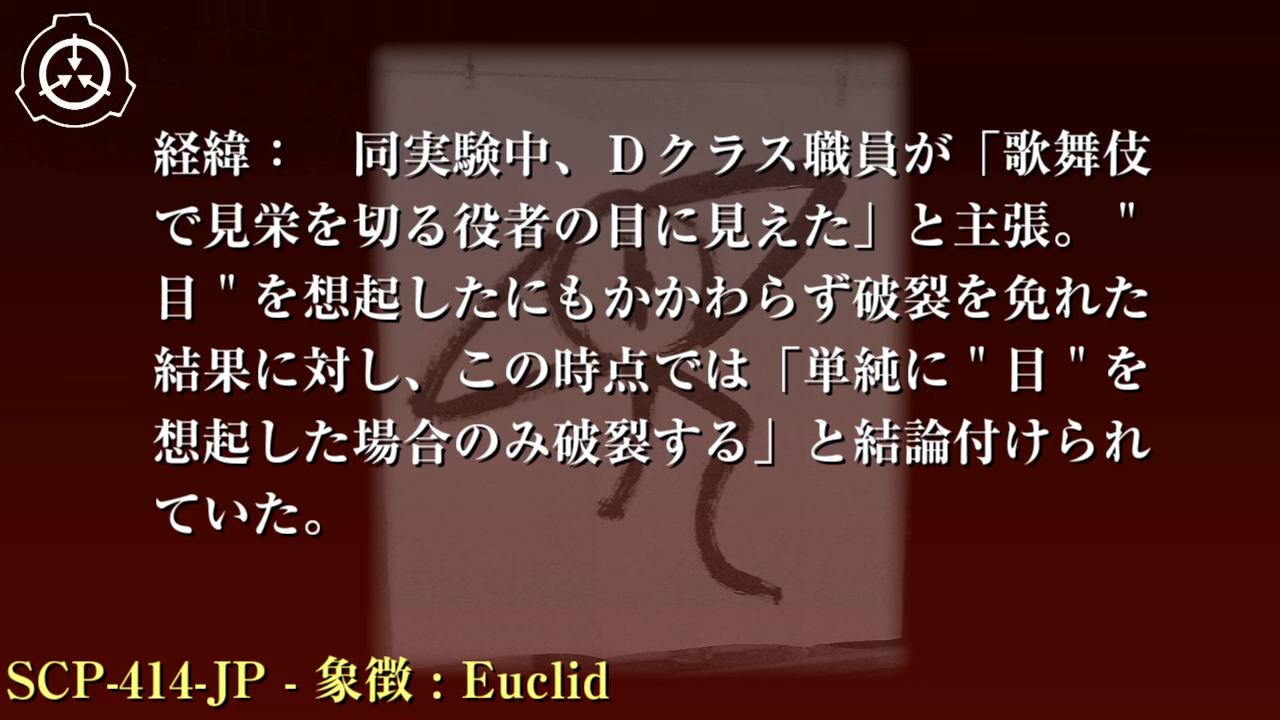 経緯：　同実験中、Ｄクラス職員が「歌舞伎
で見栄を切る役者の目に見えた」と主張。"
目"を想起したにもかかわらず破裂を免れた
結果に対し、この時点では「単純に"目"を
想起した場合のみ破裂する」と結論付けられ
ていた。
SCP-414-JP - 象徴：Euclid